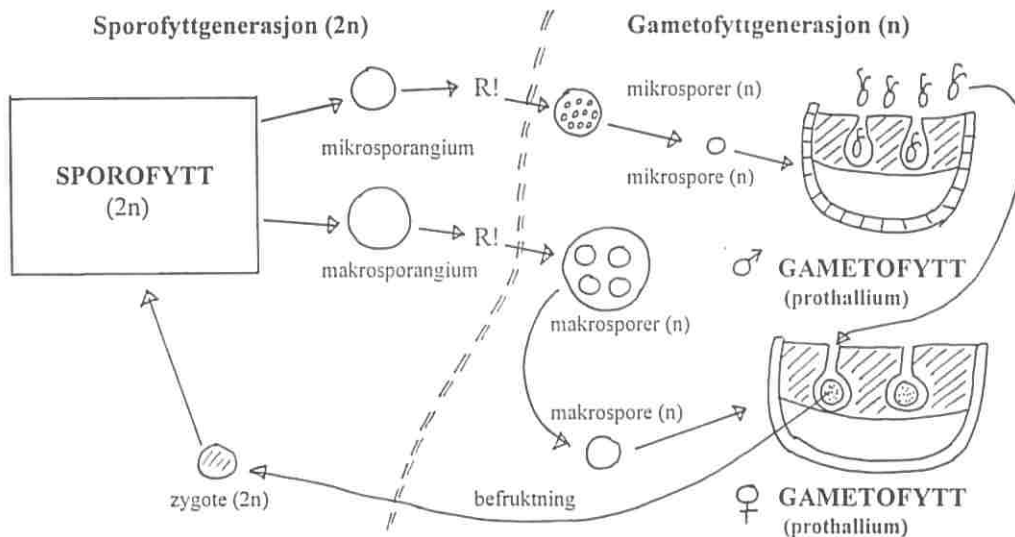 Sporofyttgenerasjon (2n)
Gametofyttgenerasjon (n)
SPOROFYTT
(2n)
mikrosporangium
R!
mikrosporer (n)
mikrospore (n)
♂ GAMETOFYTT
(prothallium)
makrosporangium
R!
makrosporer (n)
makrospore (n)
zygote (2n)
befruktning
♀ GAMETOFYTT
(prothallium)